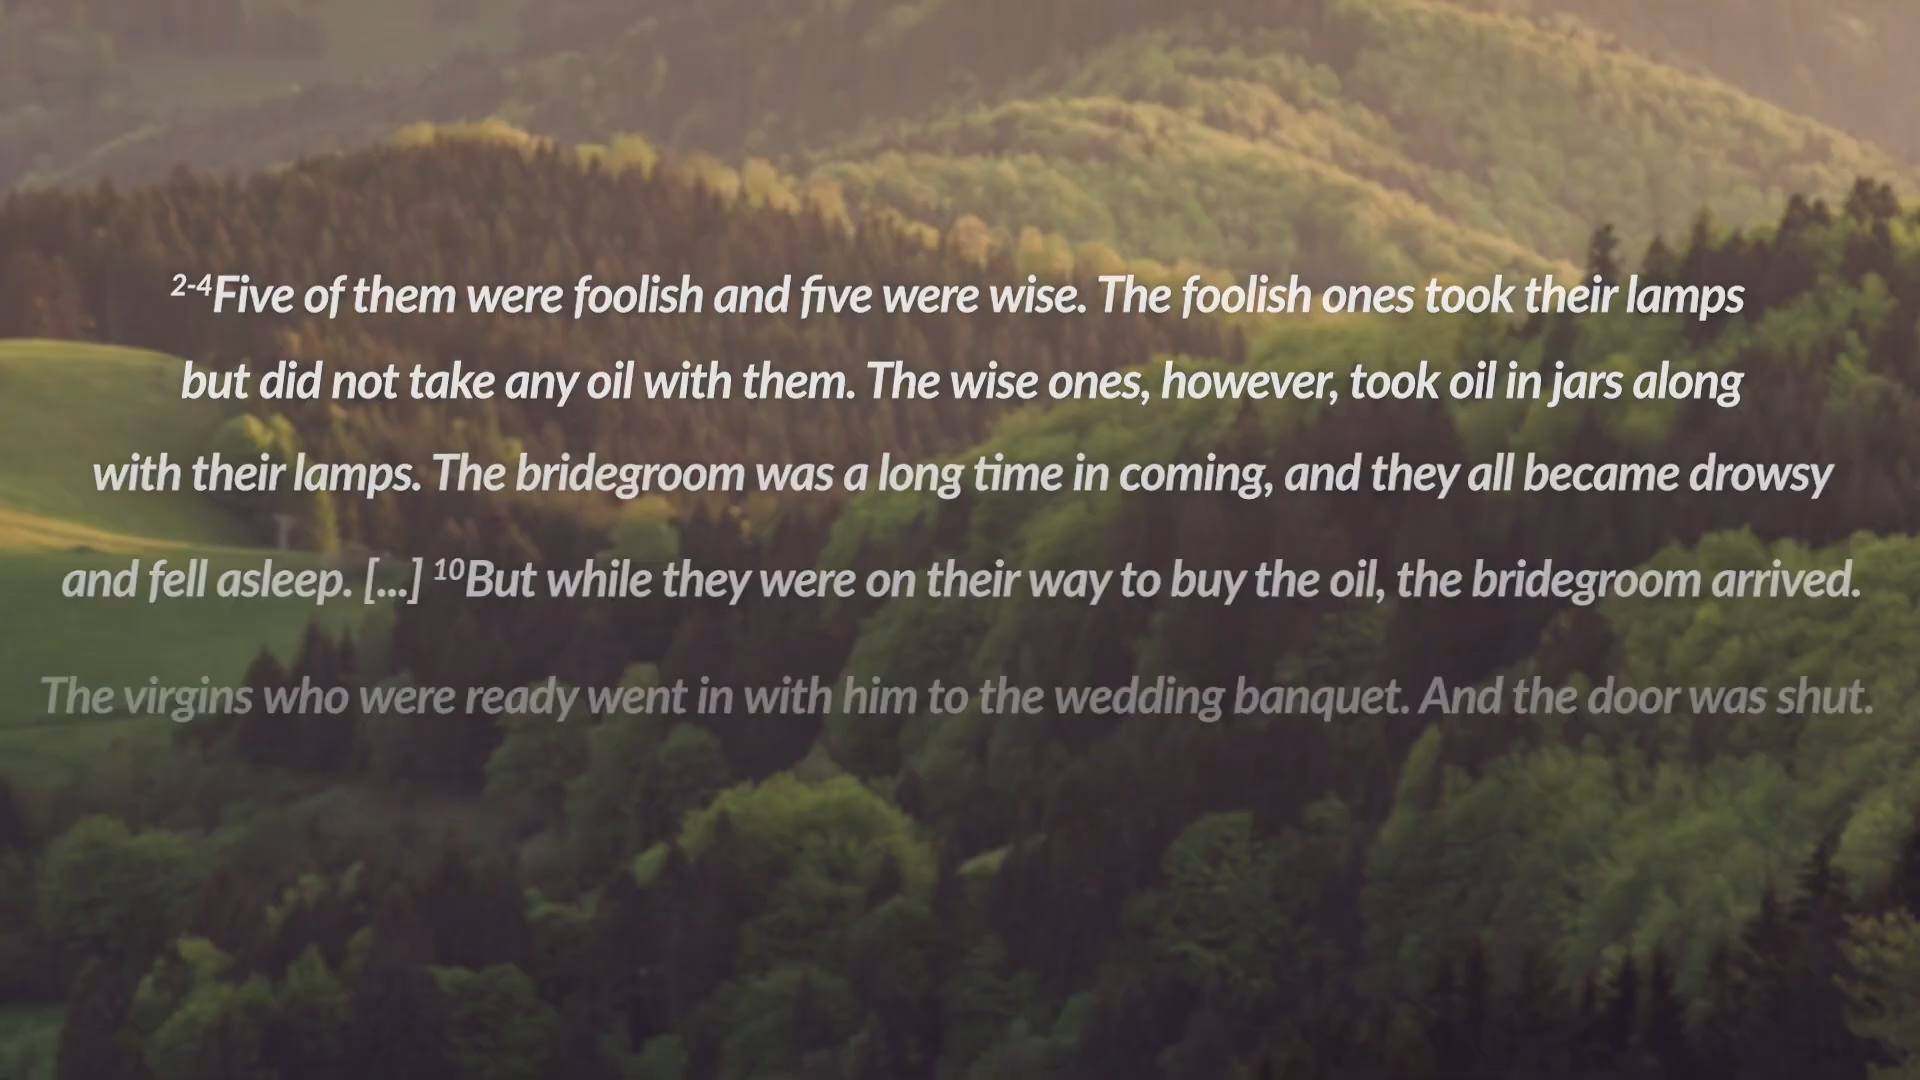 2-4Five of them were foolish and five were wise. The foolish ones took their lamps
but did not take any oil with them. The wise ones, however, took oil in jars along
with their lamps. The bridegroom was a long time in coming, and they all became drowsy
and fell asleep. [...] 10But while they were on their way to buy the oil, the bridegroom arrived.
The virgins who were ready went in with him to the wedding banquet. And the door was shut.